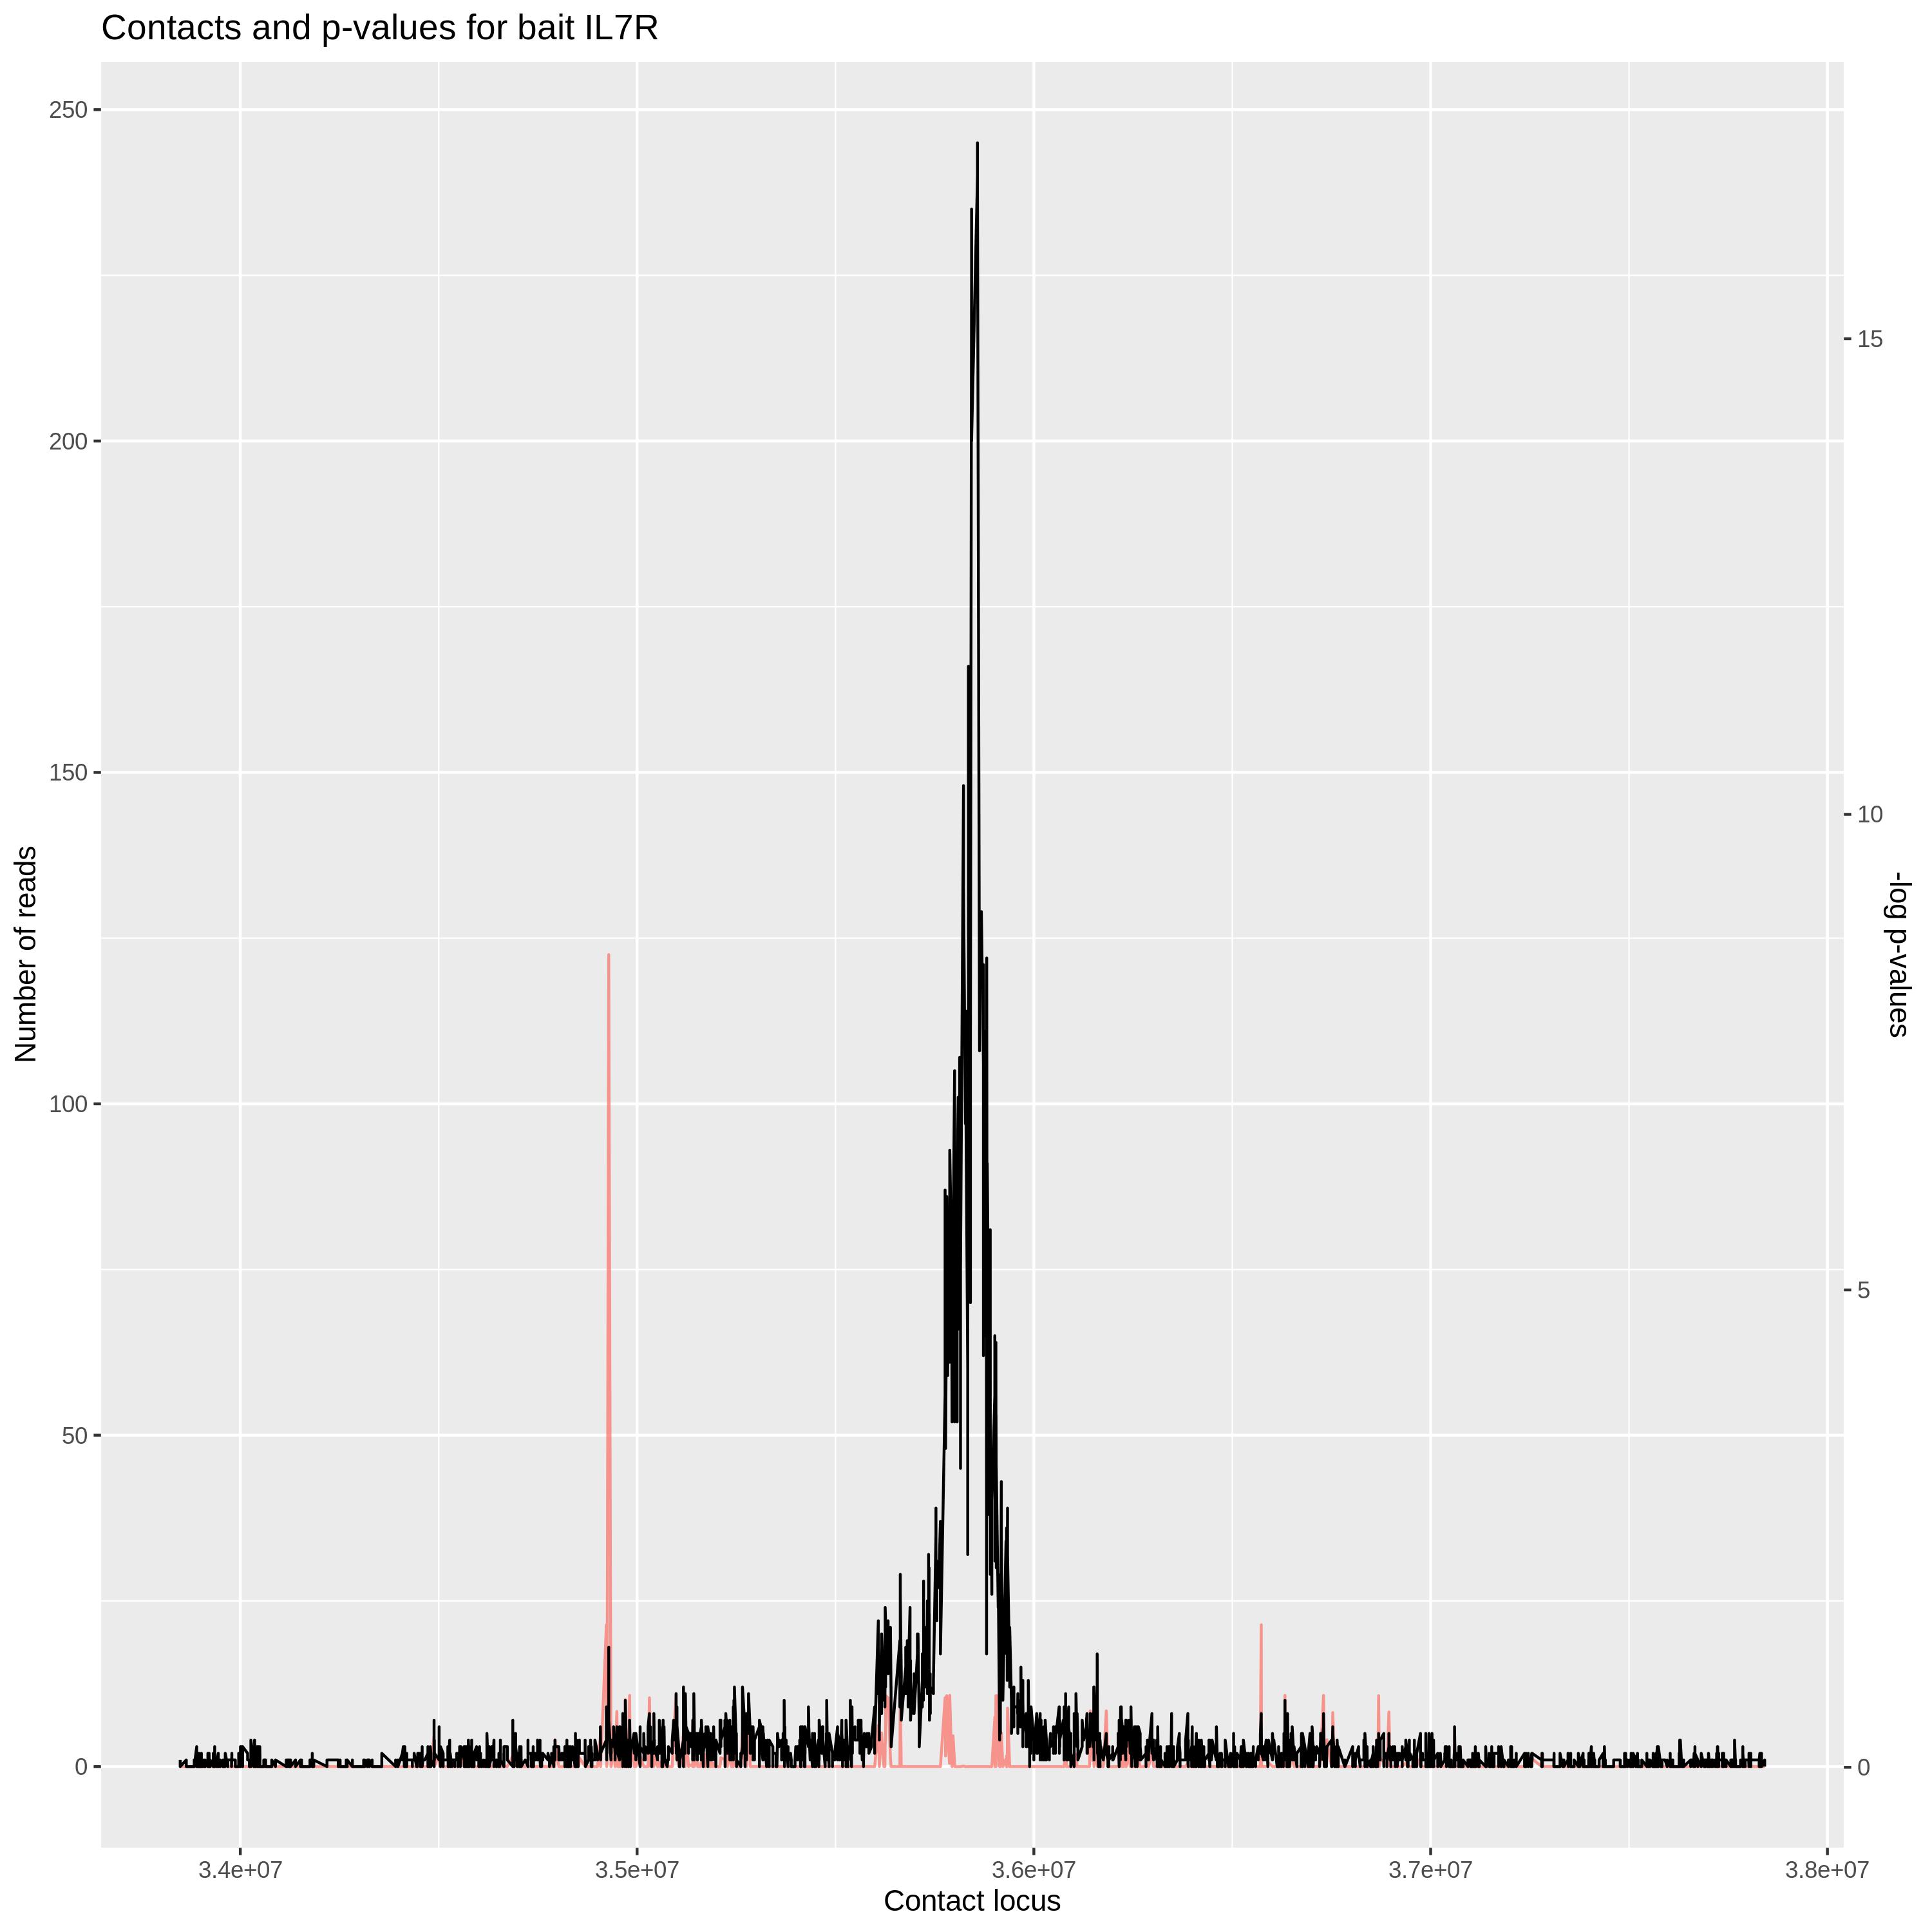 Contacts and p-values for bait IL7R
250
200
150
100
50
0
Number of reads
15
10
5
0
-log p-values
3.4e+07
3.5e+07
3.6e+07
3.7e+07
3.8e+07
Contact locus